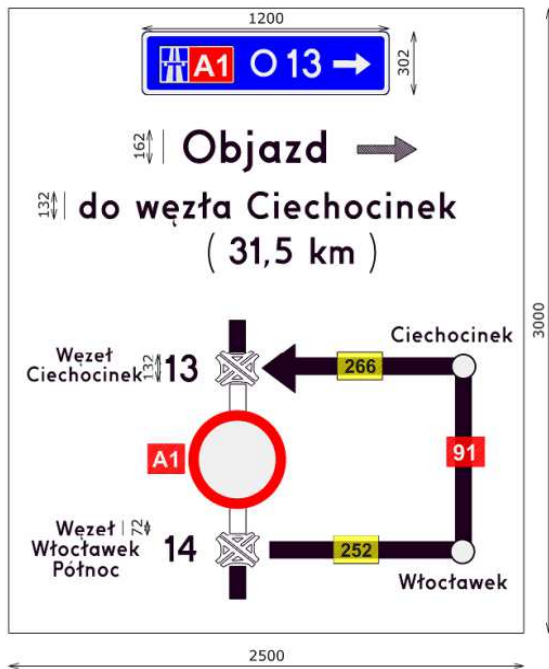 1200
A1 O 13
302
162
Objazd
132
do węzła Ciechocinek
( 31,5 km )
3000
Ciechocinek
Węzeł
Ciechocinek
132
13
266
A1
91
Węzeł
72
Włocławek
Północ
14
252
Włocławek
2500